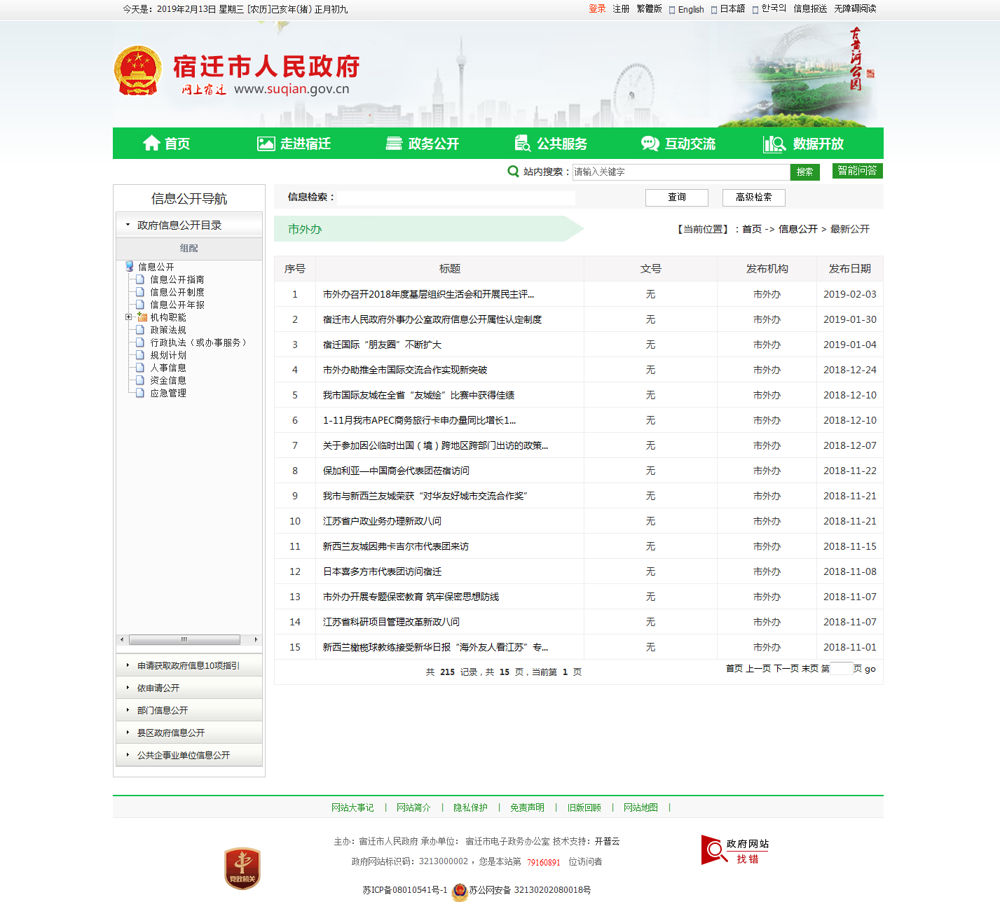 今天是：2019年2月13日 星期三 [农历]己亥年(猪) 正月初九
登录 注册 繁體版 English 日本語 한국의 信息报送 无障碍阅读
宿迁市人民政府
网上宿迁 www.suqian.gov.cn
古黄河公园
首页 走进宿迁 政务公开 公共服务 互动交流 数据开放
站内搜索： 请输入关键字 搜索 智能问答
信息公开导航
政府信息公开目录
组配
信息公开
信息公开指南
信息公开制度
信息公开年报
机构职能
政策法规
行政执法（或办事服务）
规划计划
人事信息
资金信息
应急管理
申请获取政府信息10项指引
依申请公开
部门信息公开
县区政府信息公开
公共企事业单位信息公开
信息检索： 查询 高级检索
市外办 【当前位置】：首页 -> 信息公开 > 最新公开
序号 标题 文号 发布机构 发布日期
1 市外办召开2018年度基层组织生活会和开展民主评... 无 市外办 2019-02-03
2 宿迁市人民政府外事办公室政府信息公开属性认定制度 无 市外办 2019-01-30
3 宿迁国际“朋友圈”不断扩大 无 市外办 2019-01-04
4 市外办助推全市国际交流合作实现新突破 无 市外办 2018-12-24
5 我市国际友城在全省“友城绘”比赛中获得佳绩 无 市外办 2018-12-10
6 1-11月我市APEC商务旅行卡申办量同比增长1... 无 市外办 2018-12-10
7 关于参加因公临时出国（境）跨地区跨部门出访的政策... 无 市外办 2018-12-07
8 保加利亚—中国商会代表团莅宿访问 无 市外办 2018-11-22
9 我市与新西兰友城荣获“对华友好城市交流合作奖” 无 市外办 2018-11-21
10 江苏省户政业务办理新政八问 无 市外办 2018-11-21
11 新西兰友城因弗卡吉尔市代表团来访 无 市外办 2018-11-15
12 日本喜多方市代表团访问宿迁 无 市外办 2018-11-08
13 市外办开展专题保密教育 筑牢保密思想防线 无 市外办 2018-11-07
14 江苏省科研项目管理改革新政八问 无 市外办 2018-11-07
15 新西兰橄榄球教练接受新华日报“海外友人看江苏”专... 无 市外办 2018-11-01
共 215 记录，共 15 页，当前第 1 页 首页 上一页 下一页 末页 第 页 go
网站大事记 | 网站简介 | 隐私保护 | 免责声明 | 旧版回顾 | 网站地图 |
主办：宿迁市人民政府 承办单位： 宿迁市电子政务办公室 技术支持：开普云
政府网站标识码：3213000002 ，您是本站第 79160891 位访问者
苏ICP备08010541号-1 苏公网安备 32130202080018号
党政机关
政府网站
找错